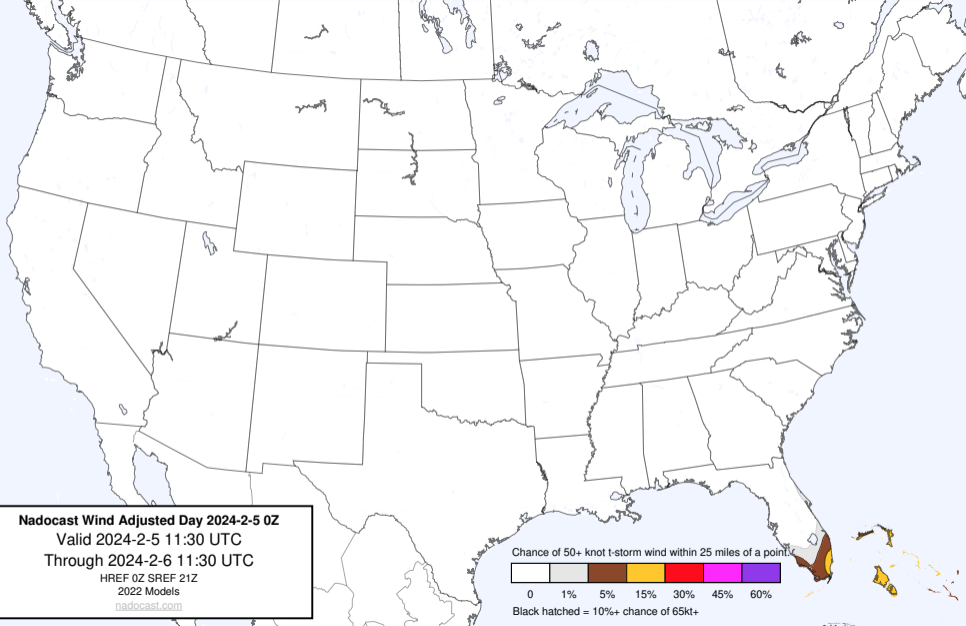 Nadocast Wind Adjusted Day 2024-2-5 0Z
Valid 2024-2-5 11:30 UTC
Through 2024-2-6 11:30 UTC
HREF 0Z SREF 21Z
2022 Models
nadocast.com
Chance of 50+ knot t-storm wind within 25 miles of a point.
0 1% 5% 15% 30% 45% 60%
Black hatched = 10%+ chance of 65kt+